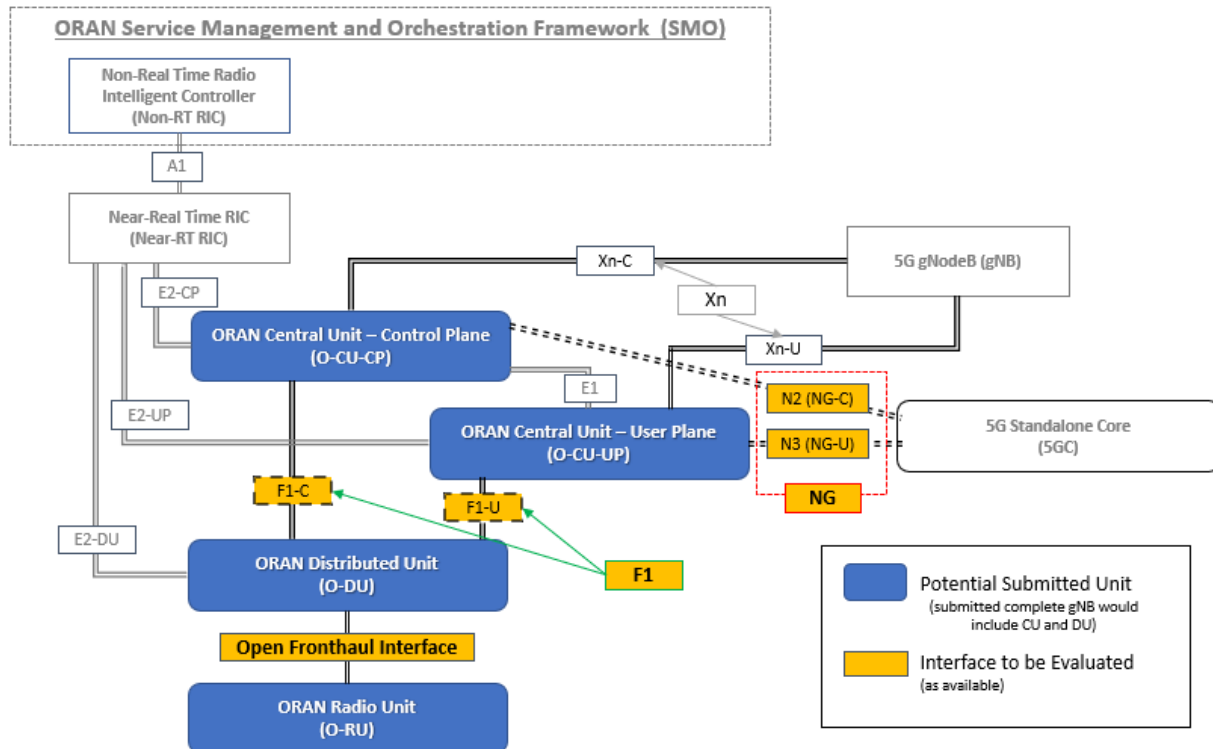 ORAN Service Management and Orchestration Framework (SMO)
Non-Real Time Radio
Intelligent Controller
(Non-RT RIC)
A1
Near-Real Time RIC
(Near-RT RIC)
Xn-C
5G gNodeB (gNB)
E2-CP
Xn
ORAN Central Unit – Control Plane
(O-CU-CP)
Xn-U
E1
N2 (NG-C)
E2-UP
ORAN Central Unit – User Plane
(O-CU-UP)
N3 (NG-U)
5G Standalone Core
(5GC)
F1-C
F1-U
NG
E2-DU
ORAN Distributed Unit
(O-DU)
F1
Potential Submitted Unit
(submitted complete gNB would
include CU and DU)
Open Fronthaul Interface
Interface to be Evaluated
(as available)
ORAN Radio Unit
(O-RU)